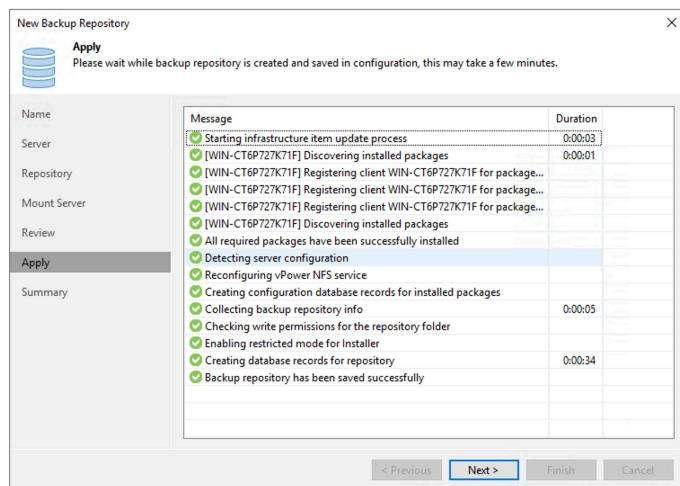 New Backup Repository
Apply
Please wait while backup repository is created and saved in configuration, this may take a few minutes.
Name
Server
Repository
Mount Server
Review
Apply
Summary
Message Duration
Starting infrastructure item update process 0:00:03
[WIN-CT6P727K71F] Discovering installed packages 0:00:01
[WIN-CT6P727K71F] Registering client WIN-CT6P727K71F for package...
[WIN-CT6P727K71F] Registering client WIN-CT6P727K71F for package...
[WIN-CT6P727K71F] Registering client WIN-CT6P727K71F for package...
[WIN-CT6P727K71F] Discovering installed packages
All required packages have been successfully installed
Detecting server configuration
Reconfiguring vPower NFS service
Creating configuration database records for installed packages
Collecting backup repository info 0:00:05
Checking write permissions for the repository folder
Enabling restricted mode for Installer
Creating database records for repository 0:00:34
Backup repository has been saved successfully
< Previous Next > Finish Cancel